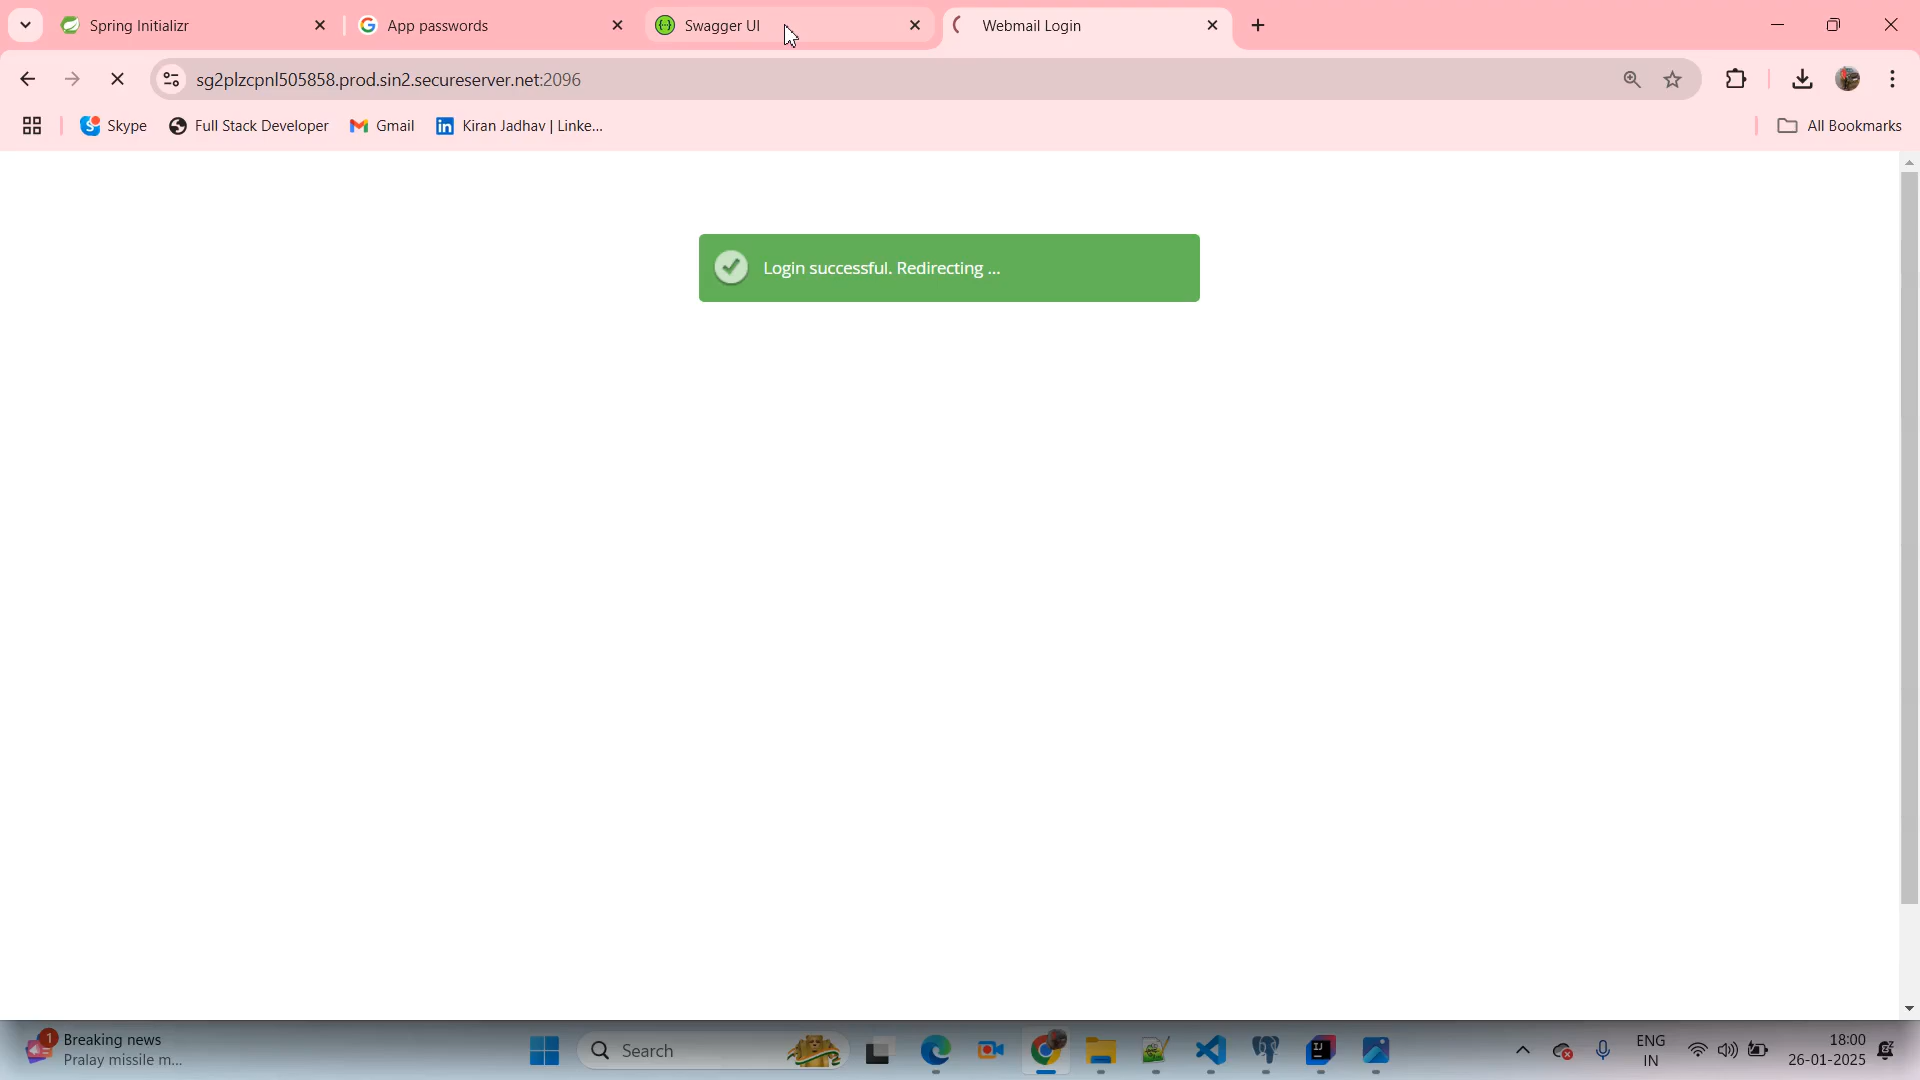 Spring Initializr
App passwords
Swagger UI
Webmail Login
sg2plzcpnl505858.prod.sin2.secureserver.net:2096
Skype
Full Stack Developer
Gmail
Kiran Jadhav | Linke...
All Bookmarks
Login successful. Redirecting ...
1
Breaking news
Pralay missile m...
Search
ENG
IN
18:00
26-01-2025